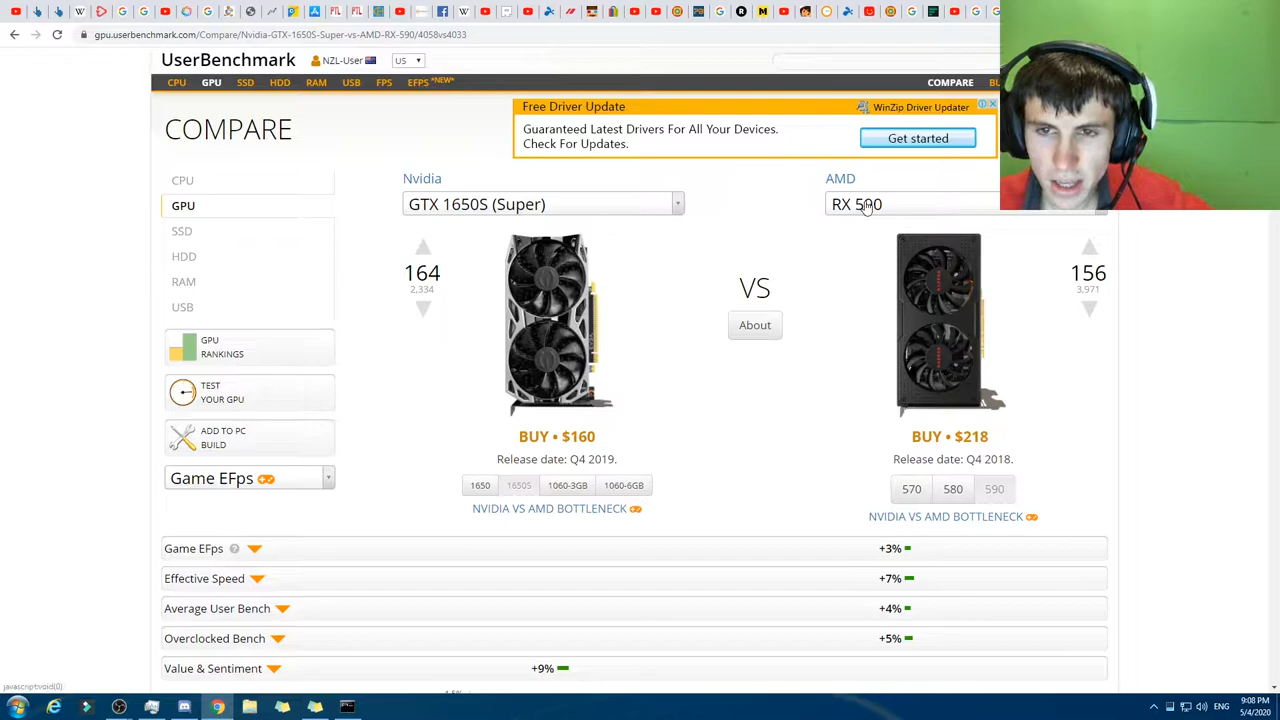 gpu.userbenchmark.com/Compare/Nvidia-GTX-1650S-Super-vs-AMD-RX-590/4058vs4033
UserBenchmark NZL-User US
CPU GPU SSD HDD RAM USB FPS EFPS *NEW* COMPARE
COMPARE
Free Driver Update WinZip Driver Updater
Guaranteed Latest Drivers For All Your Devices.
Check For Updates.
Get started
CPU
GPU
SSD
HDD
RAM
USB
GPU
RANKINGS
TEST
YOUR GPU
ADD TO PC
BUILD
Game EFps
Nvidia
GTX 1650S (Super)
164
2,334
BUY • $160
Release date: Q4 2019.
1650 1650S 1060-3GB 1060-6GB
NVIDIA VS AMD BOTTLENECK
VS
About
AMD
RX 590
156
3,971
BUY • $218
Release date: Q4 2018.
570 580 590
NVIDIA VS AMD BOTTLENECK
Game EFps +3%
Effective Speed +7%
Average User Bench +4%
Overclocked Bench +5%
Value & Sentiment +9%
javascript:void(0)
ENG
9:08 PM
5/4/2020